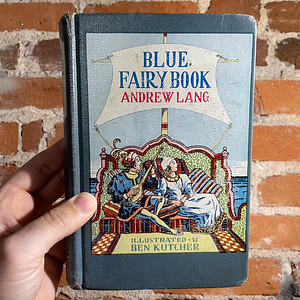 BLUE
FAIRY BOOK
ANDREW LANG
ILLUSTRATED BY
BEN KUTCHER